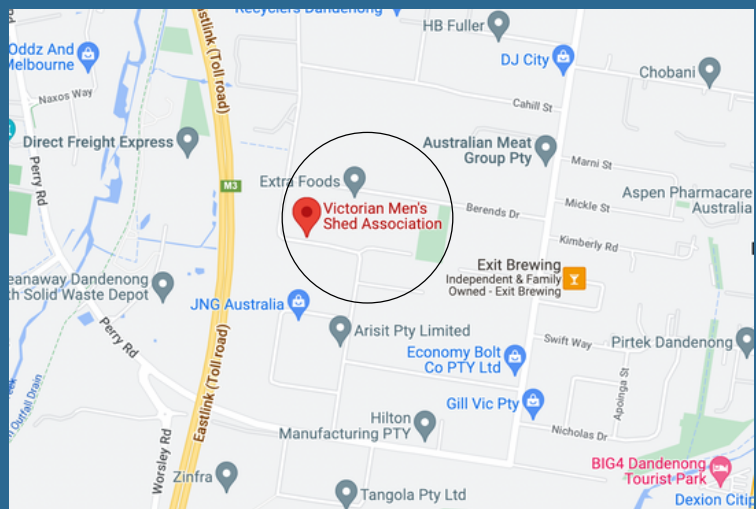 Recyclers Dandenong
HB Fuller
DJ City
Chobani
Oddz And
Melbourne
Naxos Way
Cahill St
Eastlink (Toll road)
Direct Freight Express
Australian Meat
Group Pty
Marni St
Perry Rd
M3
Extra Foods
Aspen Pharmacare
Australia
Mickle St
Berends Dr
Victorian Men's
Shed Association
Kimberly Rd
Exit Brewing
Independent & Family
Owned - Exit Brewing
eanaway Dandenong
th Solid Waste Depot
JNG Australia
Perry Rd
Arisit Pty Limited
Swift Way
Pirtek Dandenong
Economy Bolt
Co PTY Ltd
Eastlink (Toll road)
Apoinga St
Gill Vic Pty
Outfall Drain
Hilton
Manufacturing PTY
Nicholas Dr
Worsley Rd
BIG4 Dandenong
Tourist Park
Zinfra
Tangola Pty Ltd
Dexion Citip